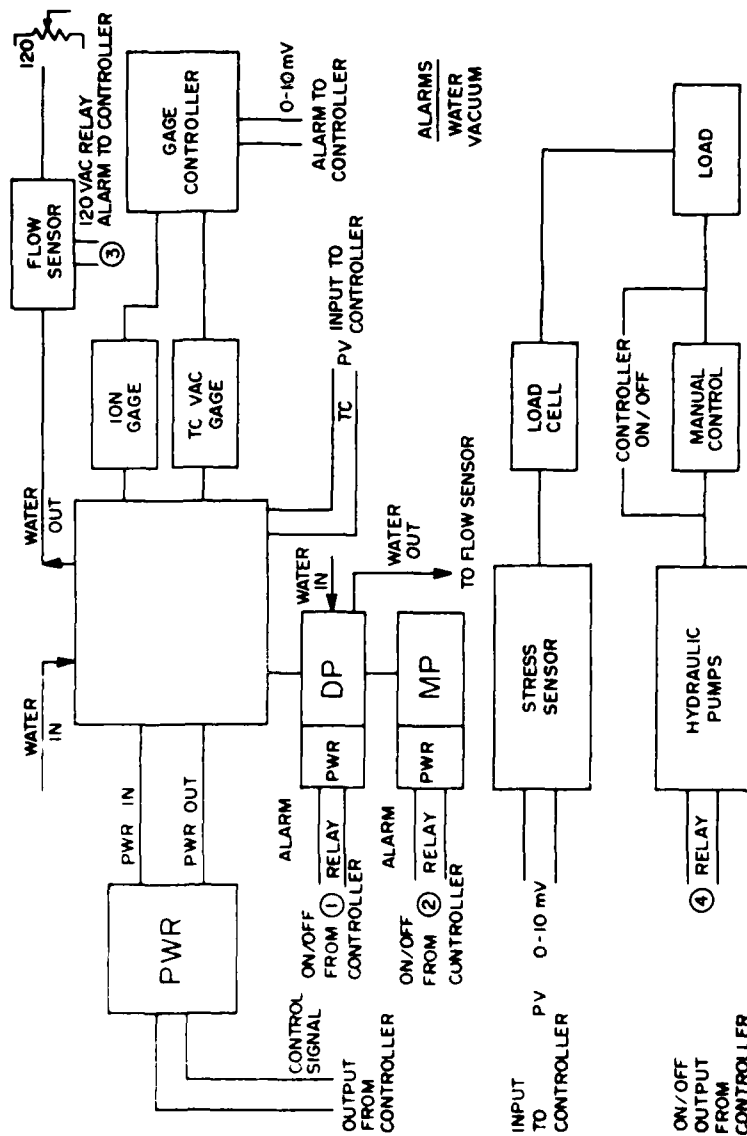 120
FLOW
SENSOR
120 VAC RELAY
ALARM TO CONTROLLER
3
GAGE
CONTROLLER
0-10 mV
ALARM TO
CONTROLLER
ALARMS
WATER
VACUUM
WATER
OUT
ION
GAGE
TC VAC
GAGE
TC
PV
INPUT TO
CONTROLLER
WATER
IN
PWR IN
PWR OUT
PWR
CONTROL
SIGNAL
OUTPUT
FROM
CONTROLLER
WATER
IN
DP
PWR
WATER
OUT
TO FLOW SENSOR
ALARM
RELAY
ON/OFF
FROM 1
CONTROLLER
MP
PWR
ALARM
RELAY
ON/OFF
FROM 2
CONTROLLER
LOAD
CELL
STRESS
SENSOR
0-10 mV
PV
INPUT
TO
CONTROLLER
LOAD
CONTROLLER
ON/OFF
MANUAL
CONTROL
HYDRAULIC
PUMPS
4 RELAY
ON/OFF
OUTPUT
FROM
CONTROLLER